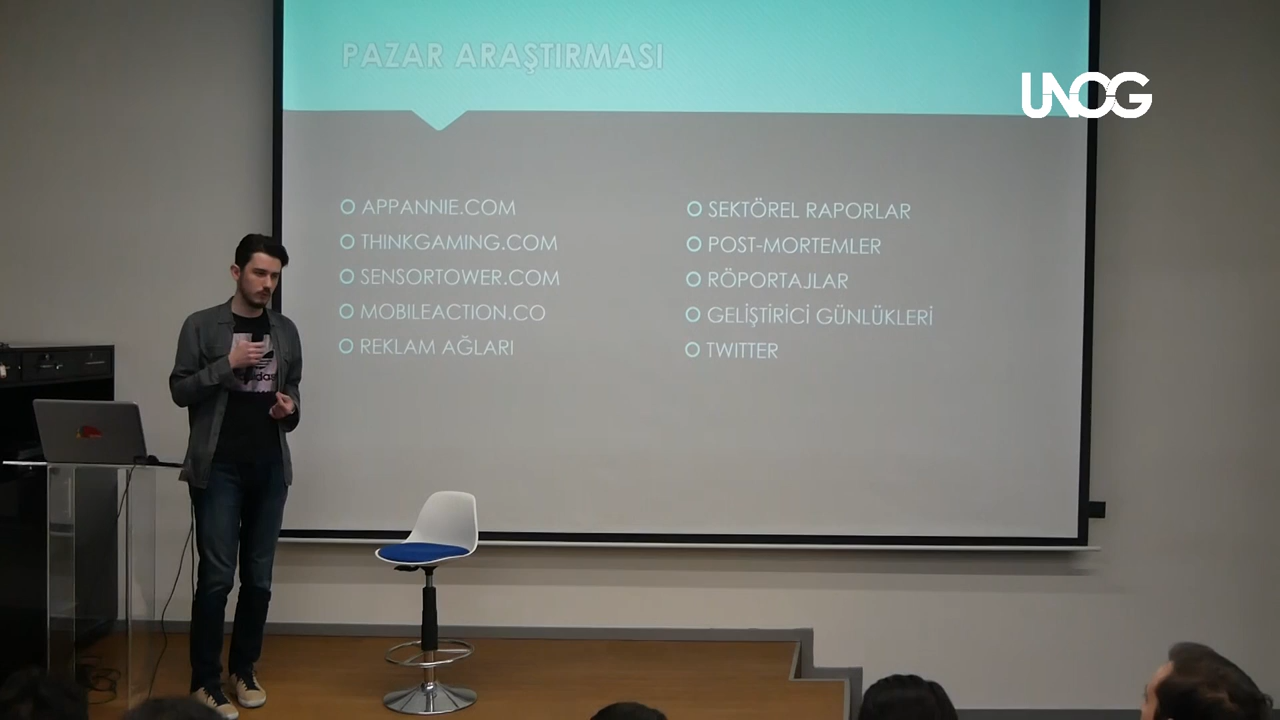 PAZAR ARAŞTIRMASI
UNOG
APPANNIE.COM
THINKGAMING.COM
SENSORTOWER.COM
MOBILEACTION.CO
REKLAM AĞLARI
SEKTÖREL RAPORLAR
POST-MORTEMLER
RÖPORTAJLAR
GELİŞTİRİCİ GÜNLÜKLERİ
TWITTER
adidas